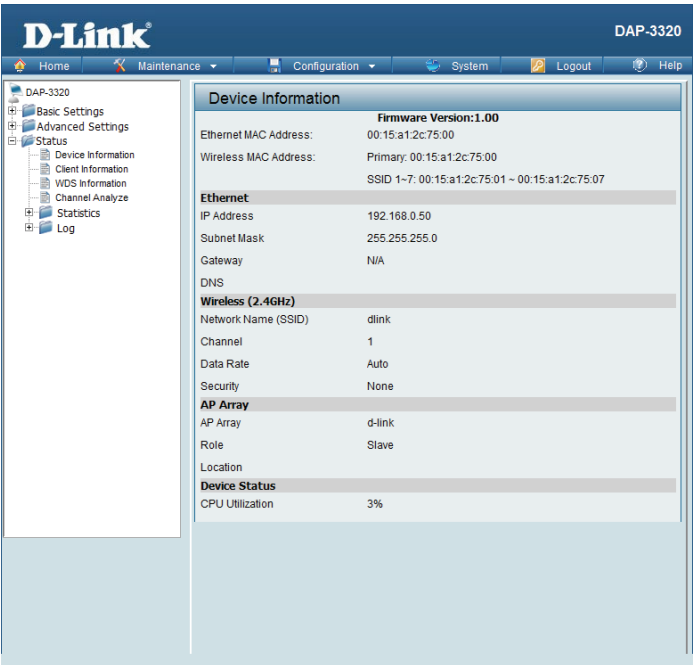 D-Link®
DAP-3320
Home Maintenance Configuration System Logout Help
DAP-3320
Basic Settings
Advanced Settings
Status
Device Information
Client Information
WDS Information
Channel Analyze
Statistics
Log
Device Information
Firmware Version:1.00
Ethernet MAC Address: 00:15:a1:2c:75:00
Wireless MAC Address: Primary: 00:15:a1:2c:75:00
SSID 1~7: 00:15:a1:2c:75:01 ~ 00:15:a1:2c:75:07
Ethernet
IP Address 192.168.0.50
Subnet Mask 255.255.255.0
Gateway N/A
DNS
Wireless (2.4GHz)
Network Name (SSID) dlink
Channel 1
Data Rate Auto
Security None
AP Array
AP Array d-link
Role Slave
Location
Device Status
CPU Utilization 3%